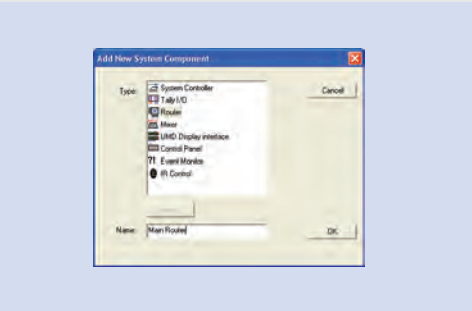 Add New System Component
Type:
System Controller
Cancel
Tally I/O
Router
Mixer
UMD Display interface
Control Panel
Event Monitor
IR Control
Name:
Main Router
OK